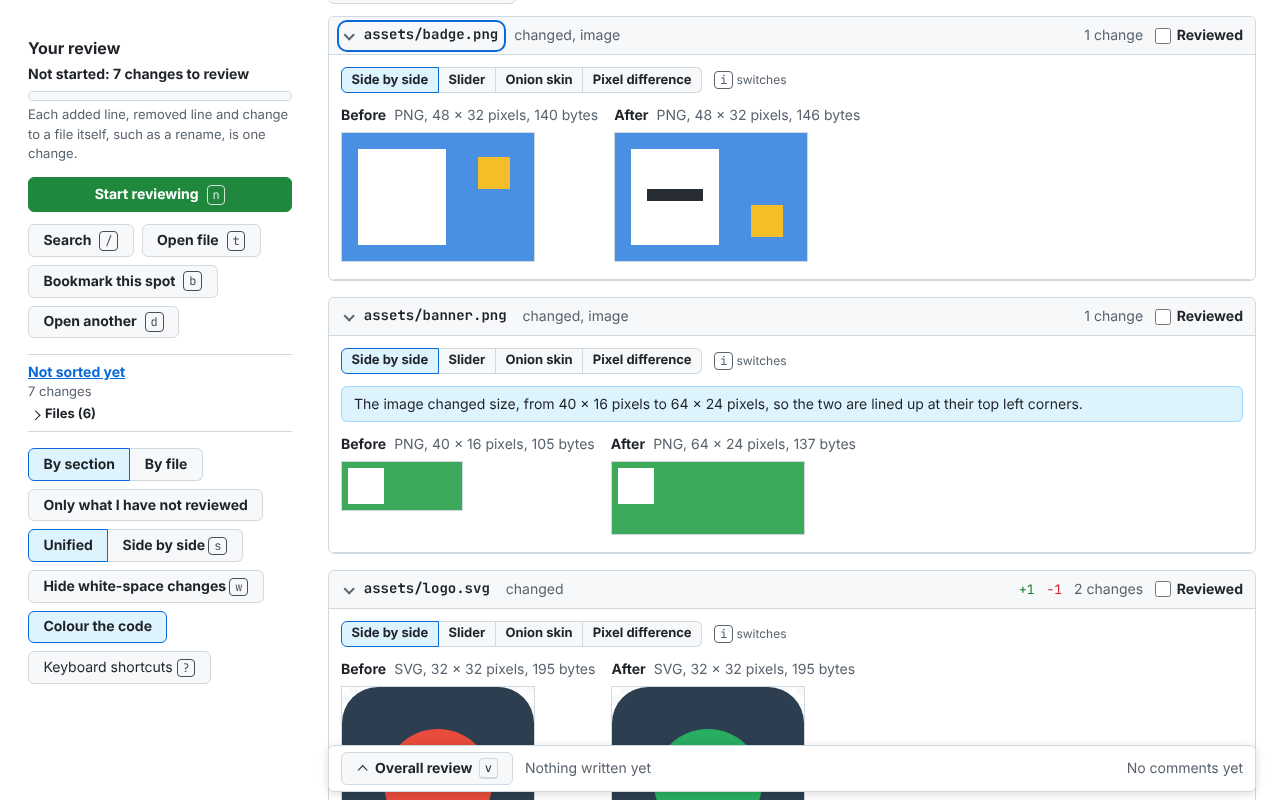 Your review
Not started: 7 changes to review
Each added line, removed line and change
to a file itself, such as a rename, is one
change.
Start reviewing n
Search / Open file t
Bookmark this spot b
Open another d
Not sorted yet
7 changes
Files (6)
By section By file
Only what I have not reviewed
Unified Side by side s
Hide white-space changes w
Colour the code
Keyboard shortcuts ?
assets/badge.png changed, image 1 change Reviewed
Side by side Slider Onion skin Pixel difference i switches
Before PNG, 48 × 32 pixels, 140 bytes After PNG, 48 × 32 pixels, 146 bytes
assets/banner.png changed, image 1 change Reviewed
Side by side Slider Onion skin Pixel difference i switches
The image changed size, from 40 × 16 pixels to 64 × 24 pixels, so the two are lined up at their top left corners.
Before PNG, 40 × 16 pixels, 105 bytes After PNG, 64 × 24 pixels, 137 bytes
assets/logo.svg changed +1 -1 2 changes Reviewed
Side by side Slider Onion skin Pixel difference i switches
Before SVG, 32 × 32 pixels, 195 bytes After SVG, 32 × 32 pixels, 195 bytes
Overall review v Nothing written yet No comments yet